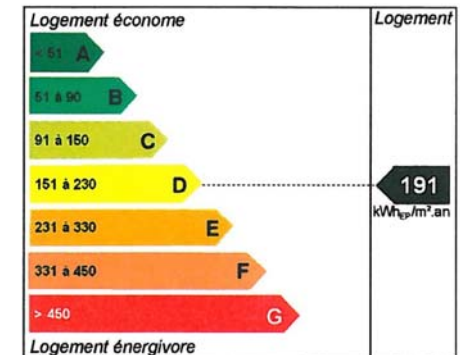 Logement économe
Logement
< 51 A
51 à 90 B
91 à 150 C
151 à 230 D
191
kWhEP/m².an
231 à 330 E
331 à 450 F
> 450 G
Logement énergivore